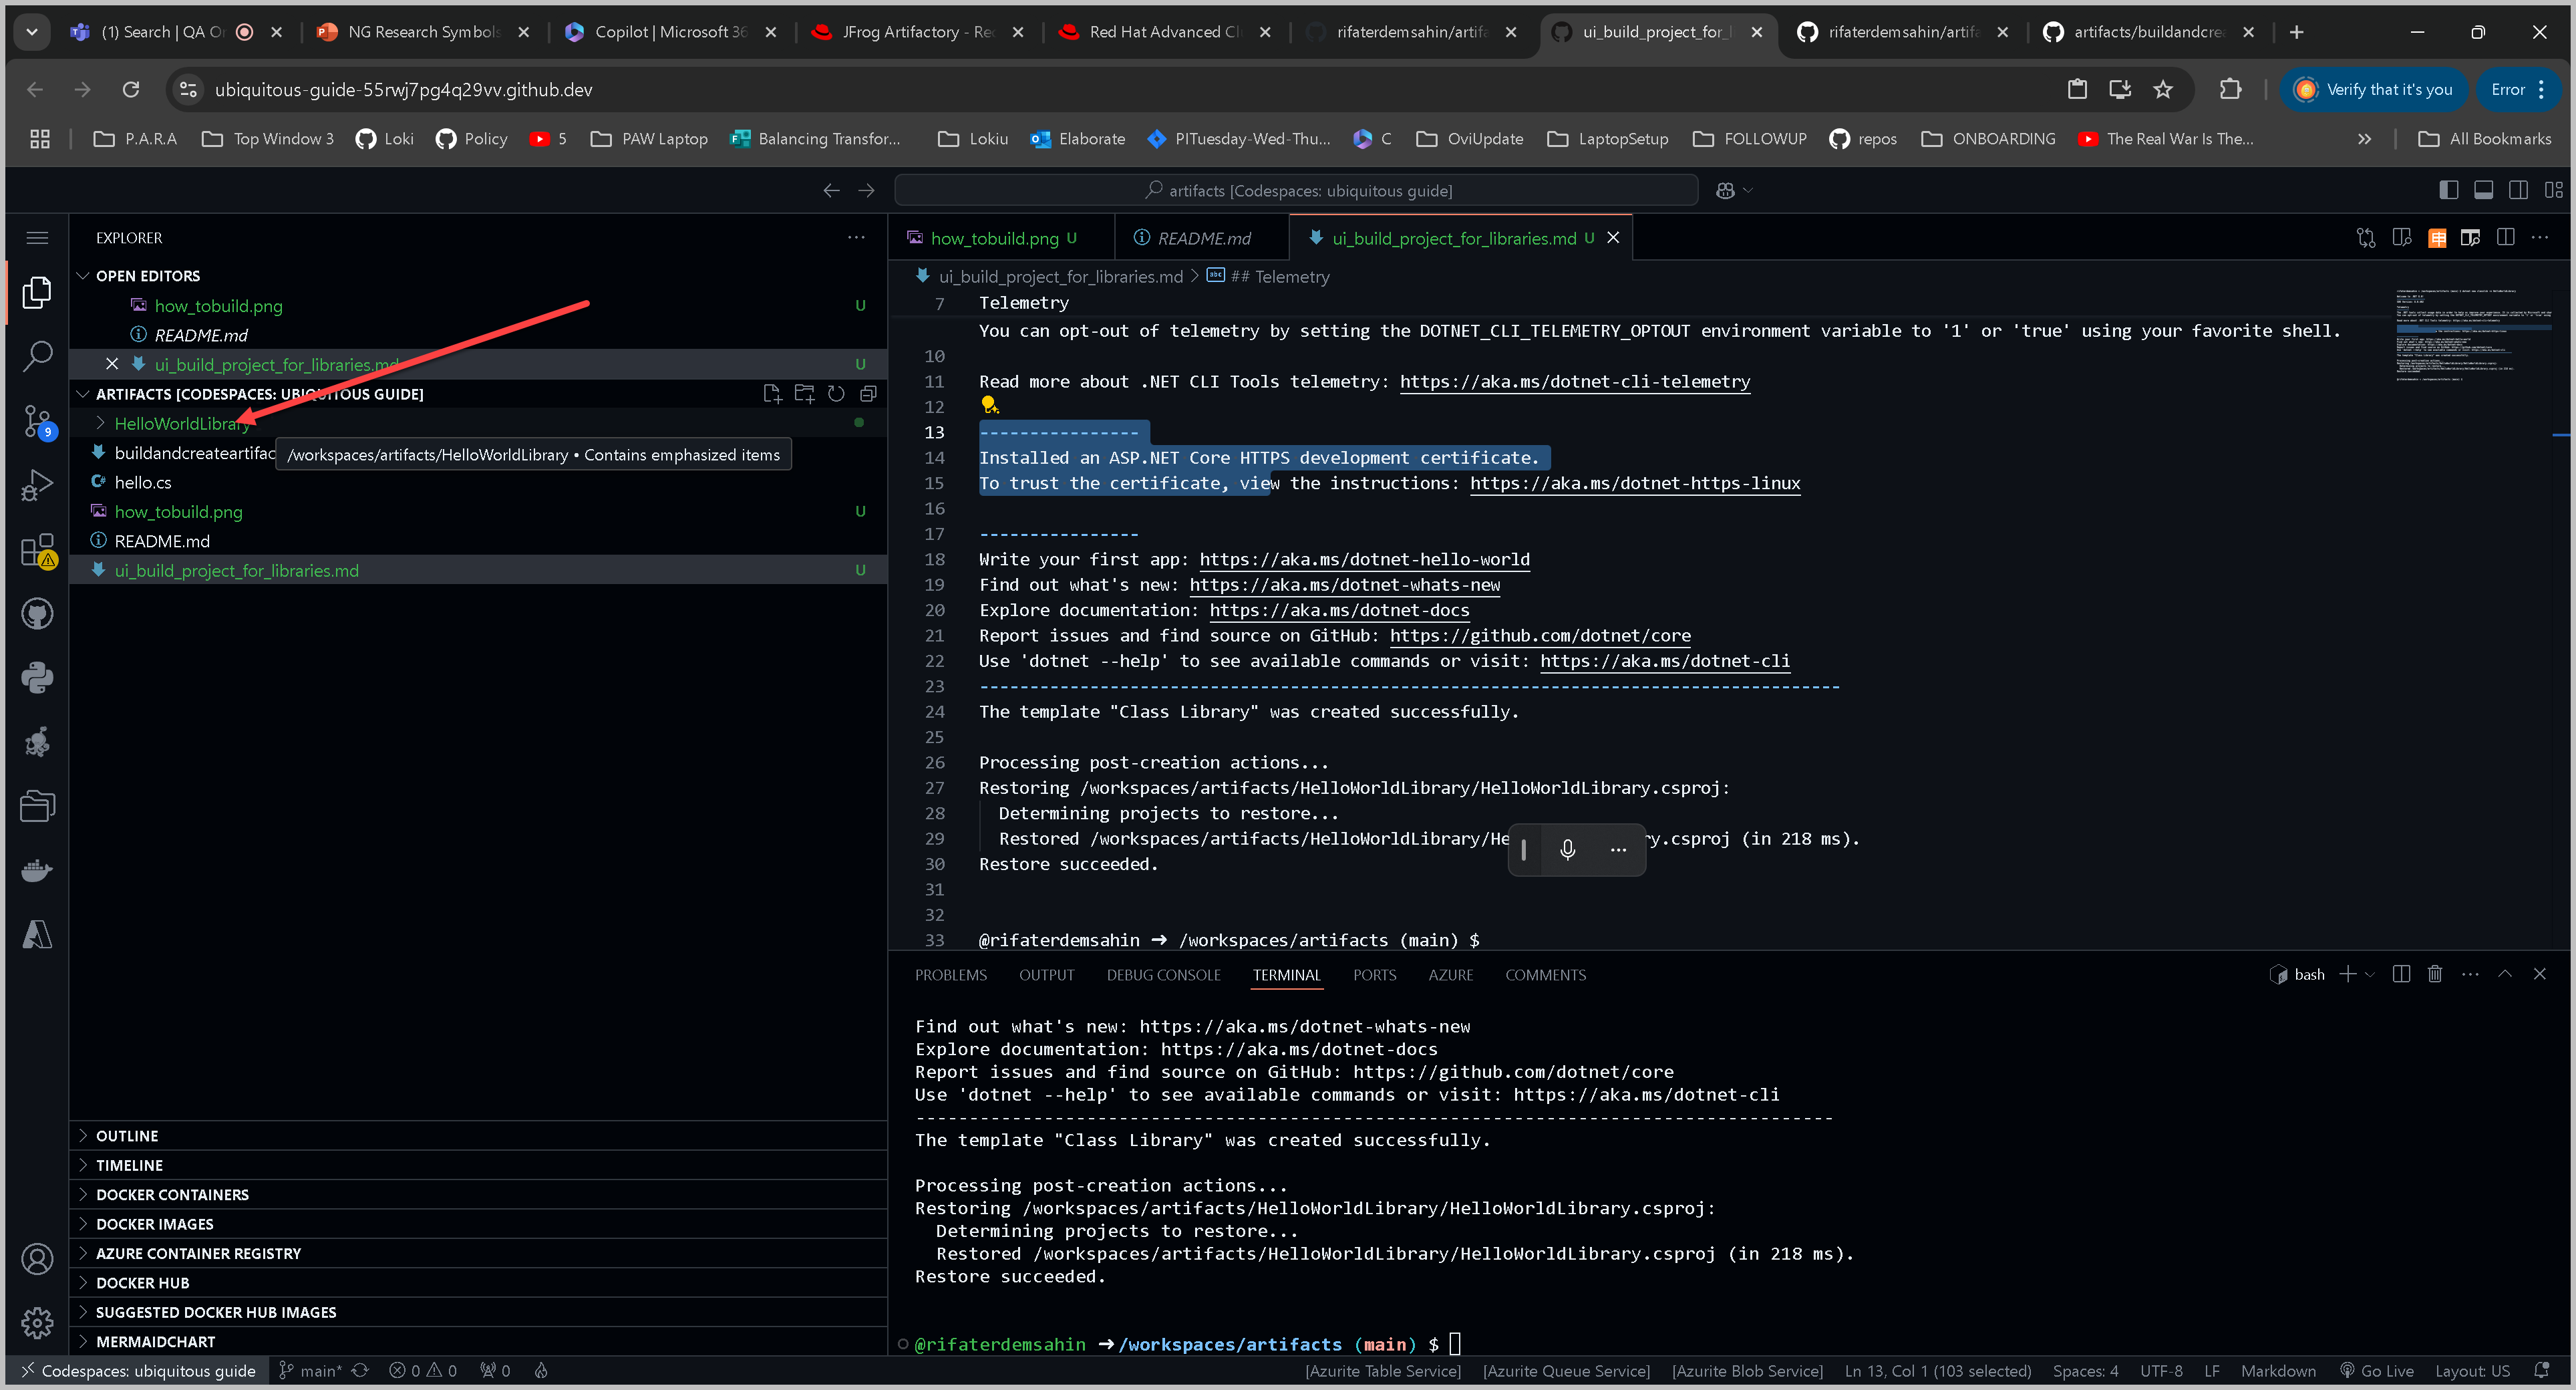 (1) Search | QA O
NG Research Symbols
Copilot | Microsoft 36
JFrog Artifactory - Red
Red Hat Advanced Cl
rifaterdemsahin/artifa
ui_build_project_for_l
rifaterdemsahin/artifa
artifacts/buildandcrea
ubiquitous-guide-55rwj7pg4q29vv.github.dev
Verify that it's you
Error
P.A.R.A
Top Window 3
Loki
Policy
5
PAW Laptop
Balancing Transfor...
Lokiu
Elaborate
PITuesday-Wed-Thu...
C
OviUpdate
LaptopSetup
FOLLOWUP
repos
ONBOARDING
The Real War Is The...
All Bookmarks
artifacts [Codespaces: ubiquitous guide]
EXPLORER
OPEN EDITORS
how_tobuild.png U
README.md
ui_build_project_for_libraries.md U
ARTIFACTS [CODESPACES: UBIQUITOUS GUIDE]
HelloWorldLibrary
buildandcreateartifac
/workspaces/artifacts/HelloWorldLibrary • Contains emphasized items
hello.cs
how_tobuild.png U
README.md
ui_build_project_for_libraries.md U
9
OUTLINE
TIMELINE
DOCKER CONTAINERS
DOCKER IMAGES
AZURE CONTAINER REGISTRY
DOCKER HUB
SUGGESTED DOCKER HUB IMAGES
MERMAIDCHART
how_tobuild.png U
README.md
ui_build_project_for_libraries.md U
ui_build_project_for_libraries.md > ## Telemetry
7 Telemetry
You can opt-out of telemetry by setting the DOTNET_CLI_TELEMETRY_OPTOUT environment variable to '1' or 'true' using your favorite shell.
10
11 Read more about .NET CLI Tools telemetry: https://aka.ms/dotnet-cli-telemetry
12
13 ----------------
14 Installed an ASP.NET Core HTTPS development certificate.
15 To trust the certificate, view the instructions: https://aka.ms/dotnet-https-linux
16
17 ----------------
18 Write your first app: https://aka.ms/dotnet-hello-world
19 Find out what's new: https://aka.ms/dotnet-whats-new
20 Explore documentation: https://aka.ms/dotnet-docs
21 Report issues and find source on GitHub: https://github.com/dotnet/core
22 Use 'dotnet --help' to see available commands or visit: https://aka.ms/dotnet-cli
23 --------------------------------------------------------------------------------------
24 The template "Class Library" was created successfully.
25
26 Processing post-creation actions...
27 Restoring /workspaces/artifacts/HelloWorldLibrary/HelloWorldLibrary.csproj:
28 Determining projects to restore...
29 Restored /workspaces/artifacts/HelloWorldLibrary/He y.csproj (in 218 ms).
30 Restore succeeded.
31
32
33 @rifaterdemsahin ➜ /workspaces/artifacts (main) $
PROBLEMS
OUTPUT
DEBUG CONSOLE
TERMINAL
PORTS
AZURE
COMMENTS
bash
Find out what's new: https://aka.ms/dotnet-whats-new
Explore documentation: https://aka.ms/dotnet-docs
Report issues and find source on GitHub: https://github.com/dotnet/core
Use 'dotnet --help' to see available commands or visit: https://aka.ms/dotnet-cli
--------------------------------------------------------------------------------------
The template "Class Library" was created successfully.
Processing post-creation actions...
Restoring /workspaces/artifacts/HelloWorldLibrary/HelloWorldLibrary.csproj:
Determining projects to restore...
Restored /workspaces/artifacts/HelloWorldLibrary/HelloWorldLibrary.csproj (in 218 ms).
Restore succeeded.
@rifaterdemsahin ➜/workspaces/artifacts (main) $
Codespaces: ubiquitous guide
main*
0
0
0
[Azurite Table Service]
[Azurite Queue Service]
[Azurite Blob Service]
Ln 13, Col 1 (103 selected)
Spaces: 4
UTF-8
LF
Markdown
Go Live
Layout: US